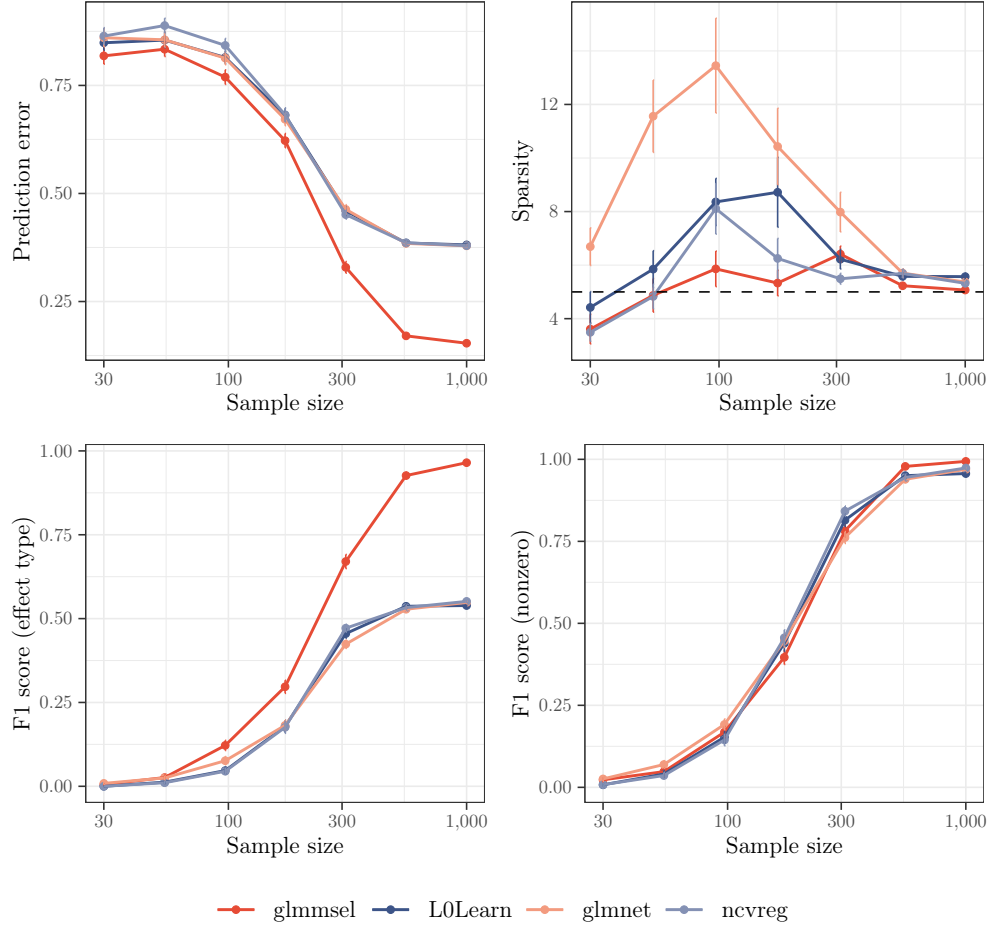 Prediction error
0.75
0.50
0.25
30 100 300 1,000
Sample size
Sparsity
12
8
4
30 100 300 1,000
Sample size
F1 score (effect type)
1.00
0.75
0.50
0.25
0.00
30 100 300 1,000
Sample size
F1 score (nonzero)
1.00
0.75
0.50
0.25
0.00
30 100 300 1,000
Sample size
glmmsel L0Learn glmnet ncvreg